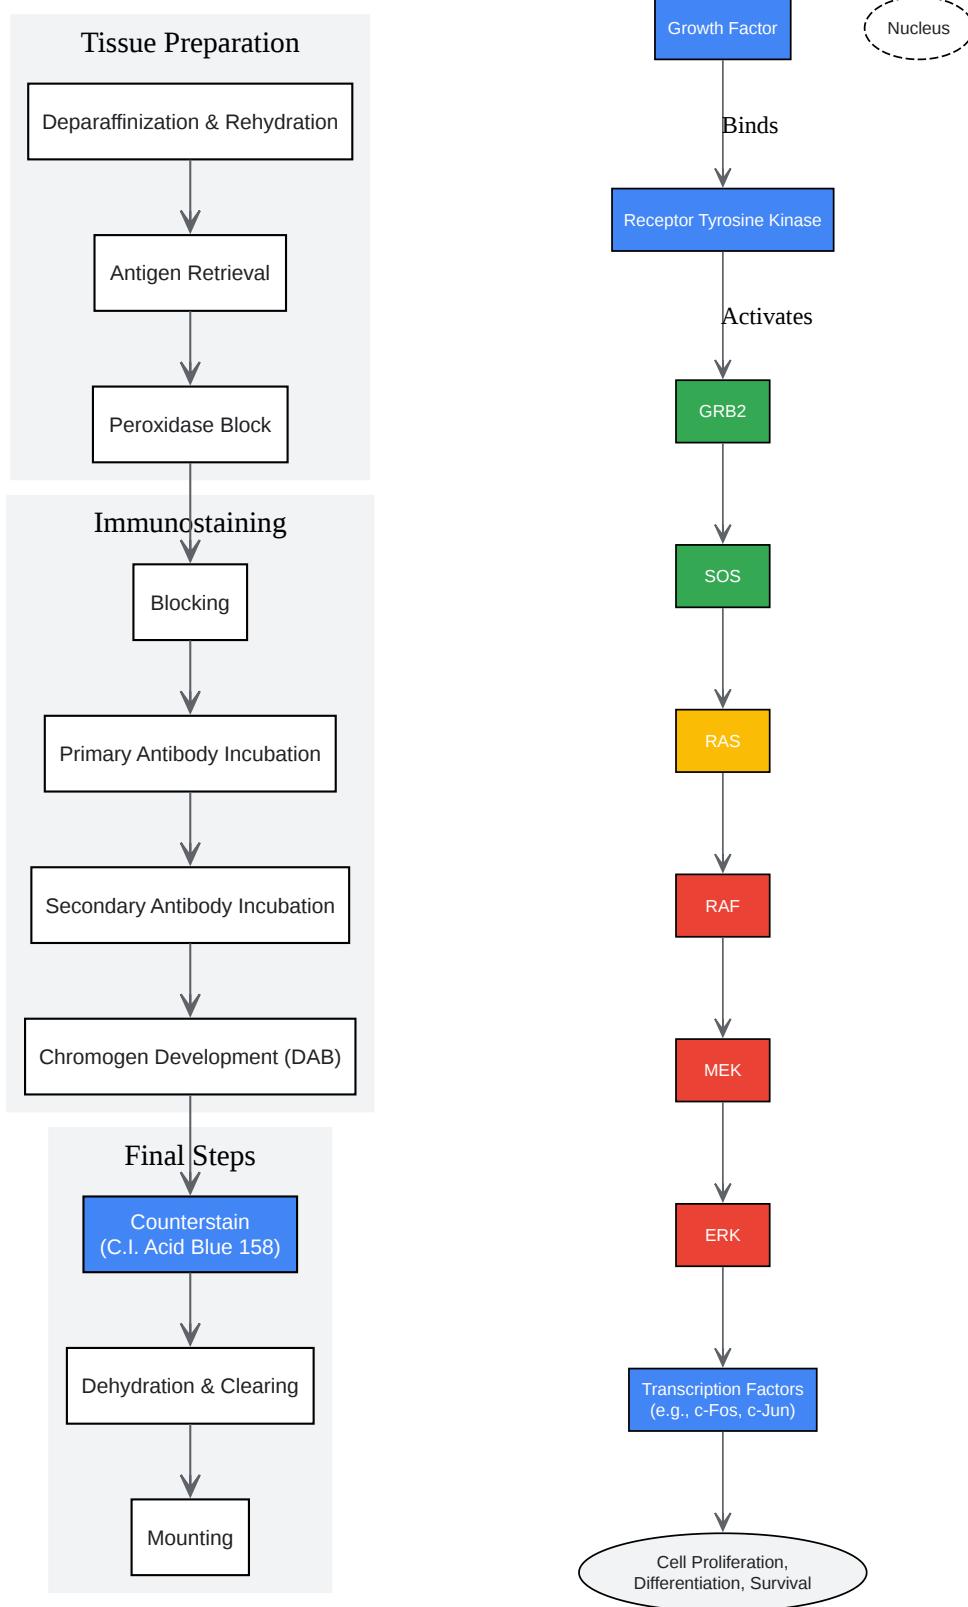 Tissue Preparation
Deparaffinization & Rehydration
Antigen Retrieval
Peroxidase Block
Immunostaining
Blocking
Primary Antibody Incubation
Secondary Antibody Incubation
Chromogen Development (DAB)
Final Steps
Counterstain
(C.I. Acid Blue 158)
Dehydration & Clearing
Mounting
Growth Factor
Nucleus
Binds
Receptor Tyrosine Kinase
Activates
GRB2
SOS
RAS
RAF
MEK
ERK
Transcription Factors
(e.g., c-Fos, c-Jun)
Cell Proliferation,
Differentiation, Survival